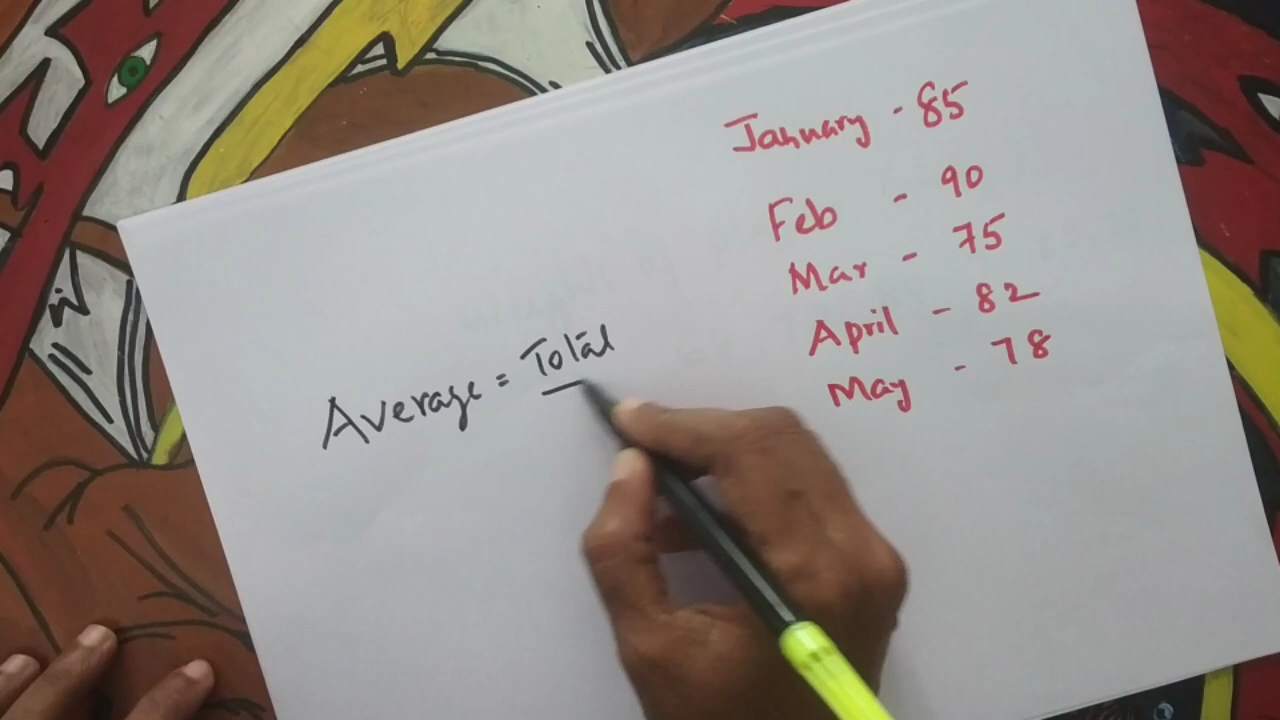 January - 85
Feb - 90
Mar - 75
April - 82
May - 78
Average = Total